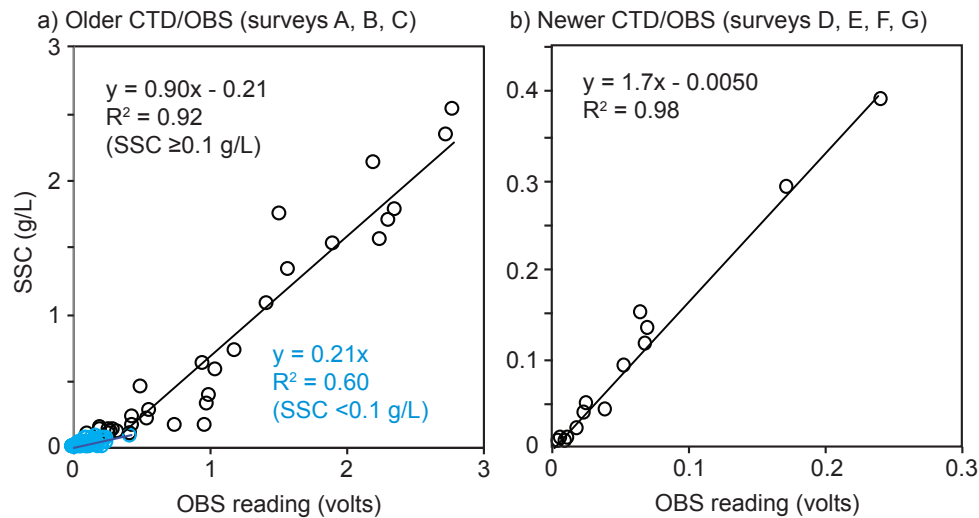 a) Older CTD/OBS (surveys A, B, C)
3
y = 0.90x - 0.21
R² = 0.92
(SSC ≥0.1 g/L)
2
SSC (g/L)
1
y = 0.21x
R² = 0.60
(SSC <0.1 g/L)
0
0 1 2 3
OBS reading (volts)
b) Newer CTD/OBS (surveys D, E, F, G)
0.4
y = 1.7x - 0.0050
R² = 0.98
0.3
0.2
0.1
0
0 0.1 0.2 0.3
OBS reading (volts)